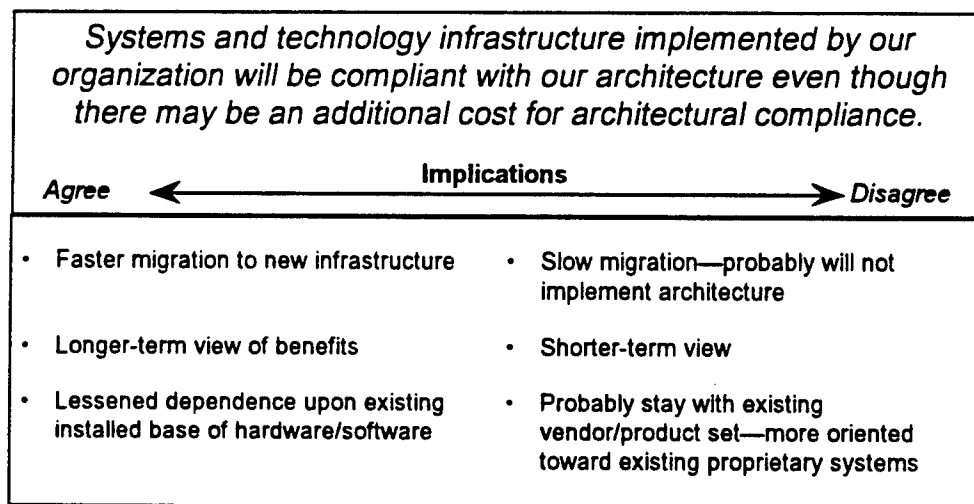 Systems and technology infrastructure implemented by our
organization will be compliant with our architecture even though
there may be an additional cost for architectural compliance.
Implications
Agree
Disagree
• Faster migration to new infrastructure
• Slow migration—probably will not
implement architecture
• Longer-term view of benefits
• Shorter-term view
• Lessened dependence upon existing
installed base of hardware/software
• Probably stay with existing
vendor/product set—more oriented
toward existing proprietary systems